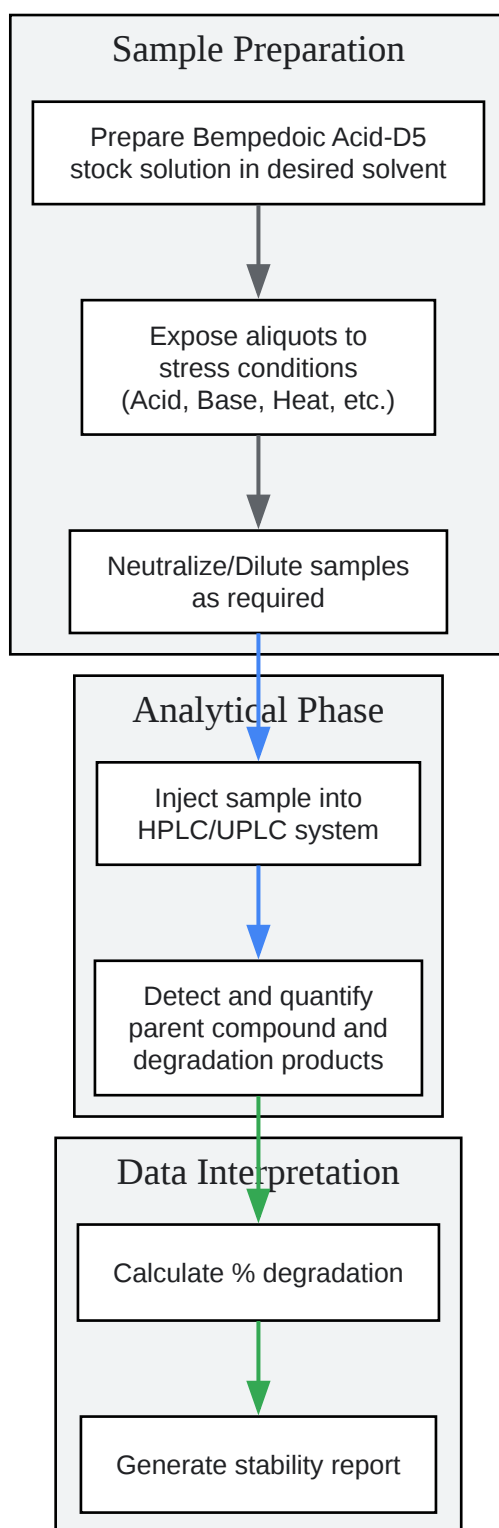 Sample Preparation
Prepare Bempedoic Acid-D5
stock solution in desired solvent
Expose aliquots to
stress conditions
(Acid, Base, Heat, etc.)
Neutralize/Dilute samples
as required
Analytical Phase
Inject sample into
HPLC/UPLC system
Detect and quantify
parent compound and
degradation products
Data Interpretation
Calculate % degradation
Generate stability report